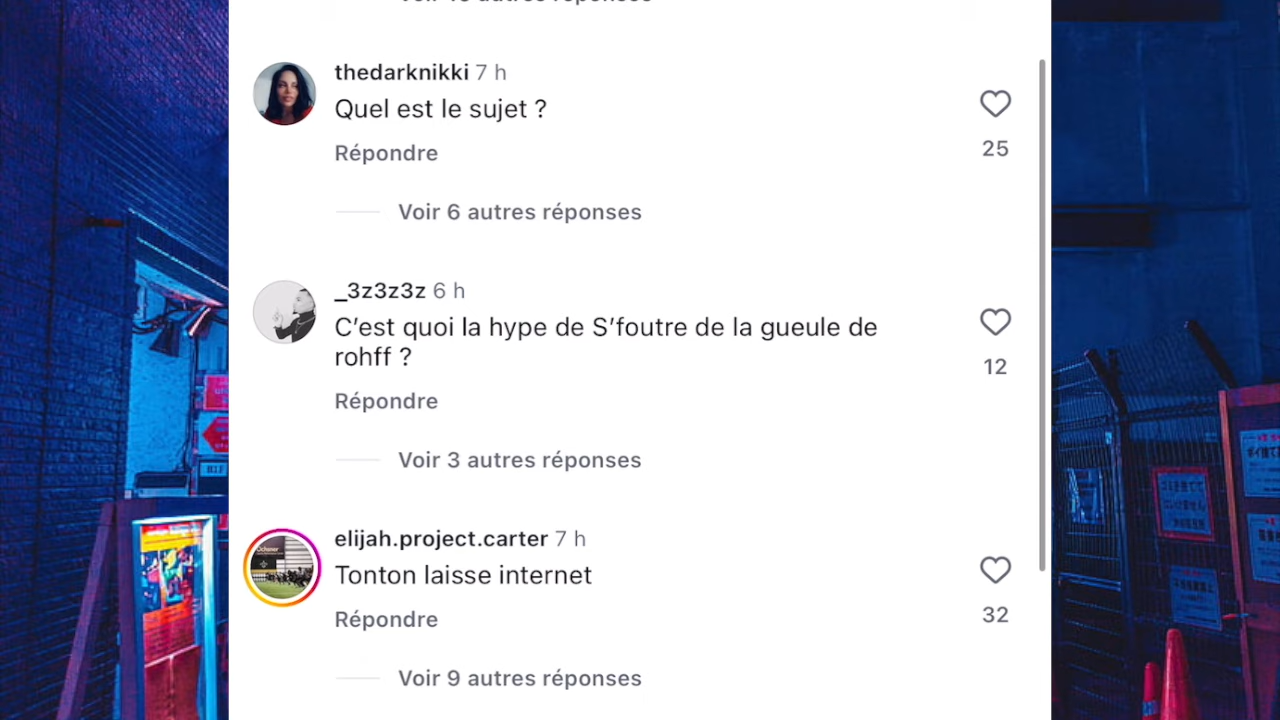 thedarknikki 7 h
Quel est le sujet ?
25
Répondre
Voir 6 autres réponses
_3z3z3z 6 h
C’est quoi la hype de S’foutre de la gueule de
rohff ?
12
Répondre
Voir 3 autres réponses
elijah.project.carter 7 h
Tonton laisse internet
32
Répondre
Voir 9 autres réponses